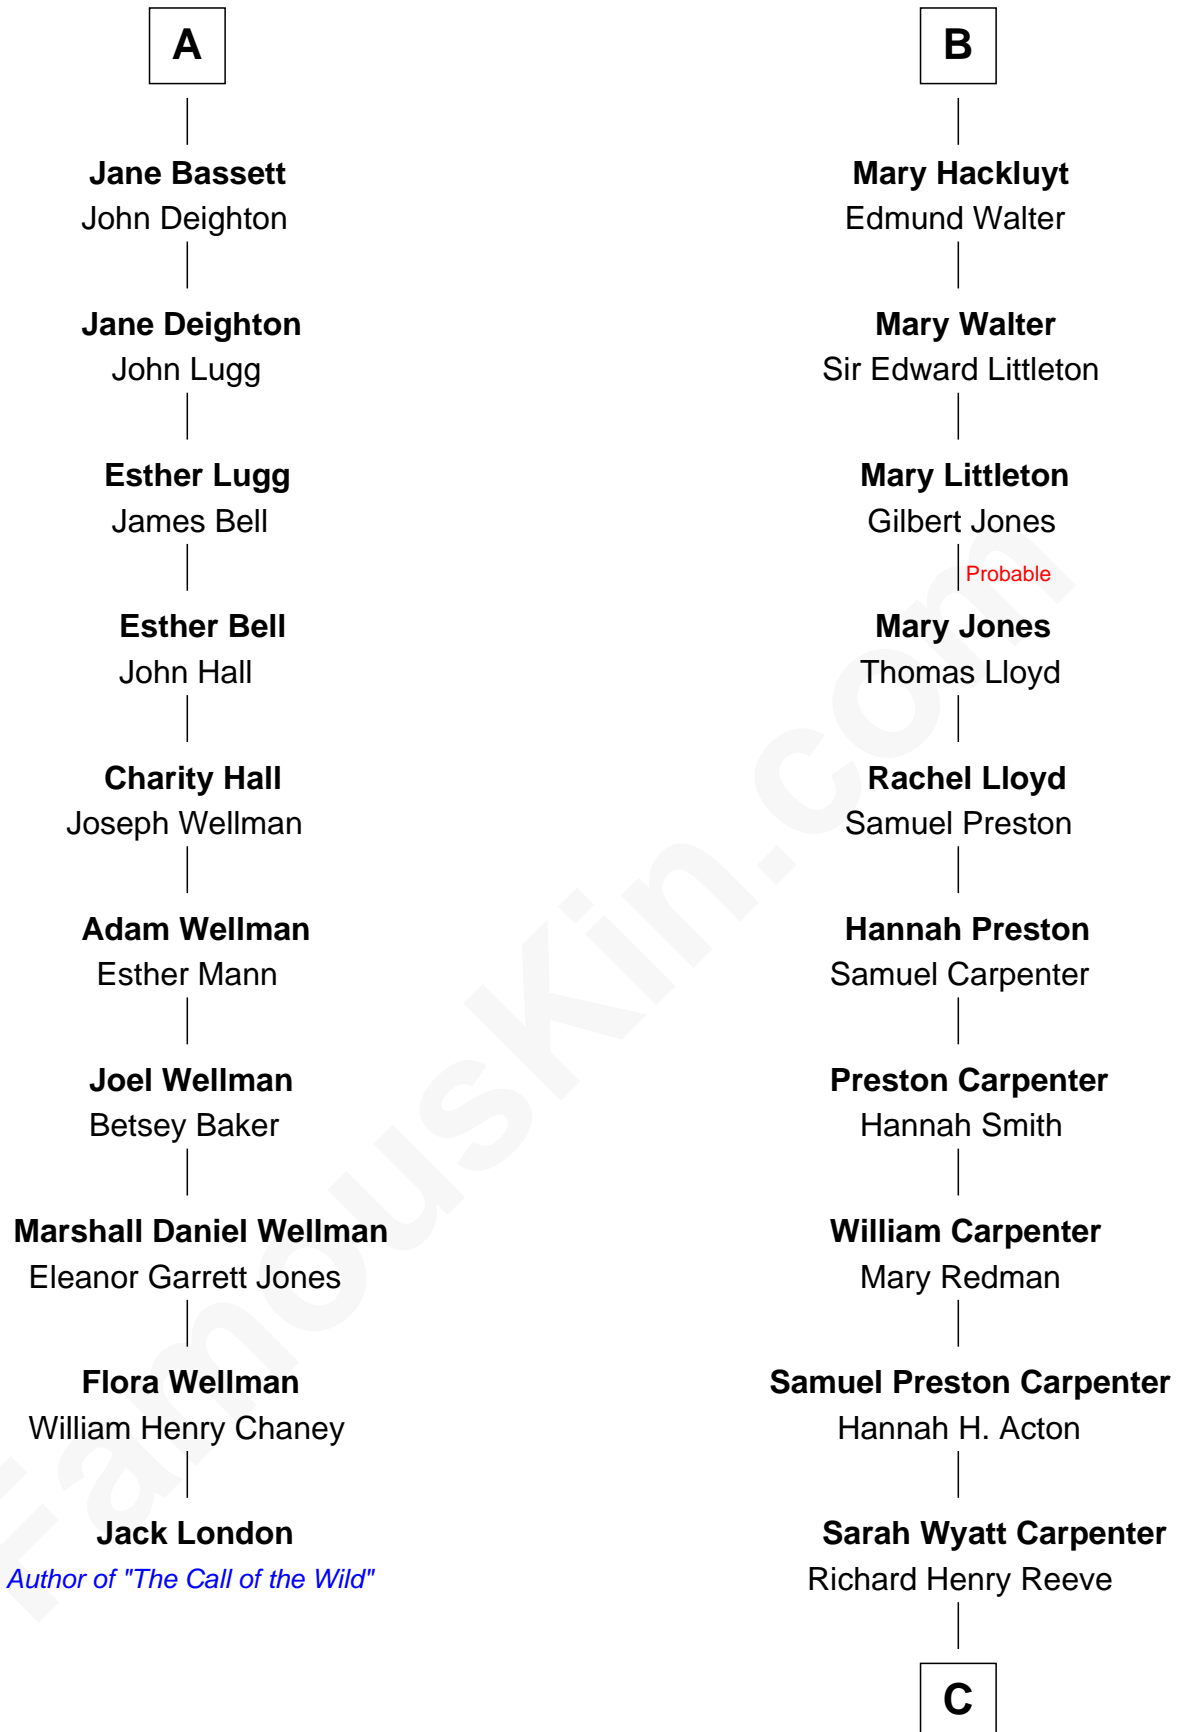 A
Jane Bassett
John Deighton
Jane Deighton
John Lugg
Esther Lugg
James Bell
Esther Bell
John Hall
Charity Hall
Joseph Wellman
Adam Wellman
Esther Mann
Joel Wellman
Betsey Baker
Marshall Daniel Wellman
Eleanor Garrett Jones
Flora Wellman
William Henry Chaney
Jack London
Author of "The Call of the Wild"
B
Mary Hackluyt
Edmund Walter
Mary Walter
Sir Edward Littleton
Mary Littleton
Gilbert Jones
Probable
Mary Jones
Thomas Lloyd
Rachel Lloyd
Samuel Preston
Hannah Preston
Samuel Carpenter
Preston Carpenter
Hannah Smith
William Carpenter
Mary Redman
Samuel Preston Carpenter
Hannah H. Acton
Sarah Wyatt Carpenter
Richard Henry Reeve
C
FamousKin.com